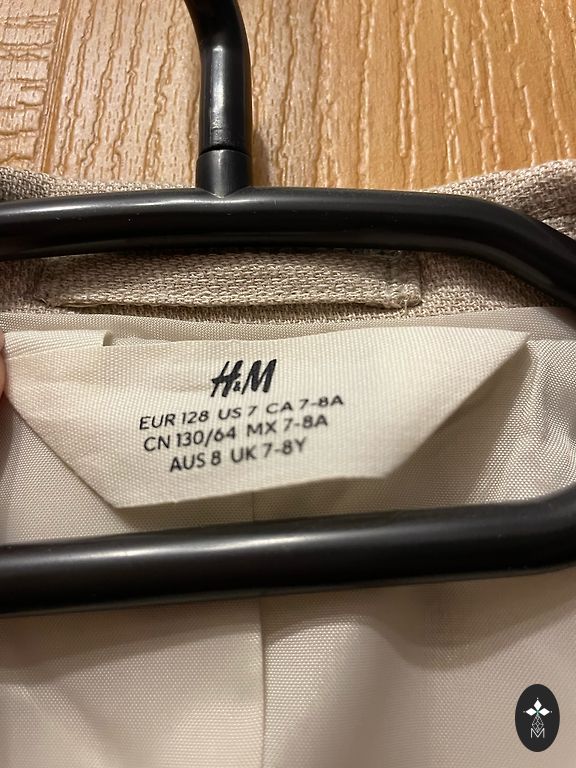 H&M
EUR 128 US 7 CA 7-8A
CN 130/64 MX 7-8A
AUS 8 UK 7-8Y
M